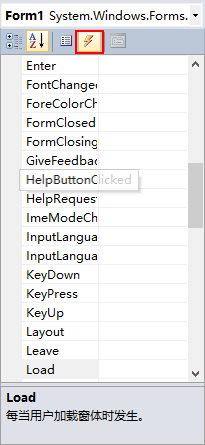 Form1 System.Windows.Forms.
Enter
FontChanged
ForeColorCh
FormClosed
FormClosing
GiveFeedbac
HelpButtonClicked
HelpRequest
ImeModeCh
InputLangua
InputLangua
KeyDown
KeyPress
KeyUp
Layout
Leave
Load
Load
每当用户加载窗体时发生。